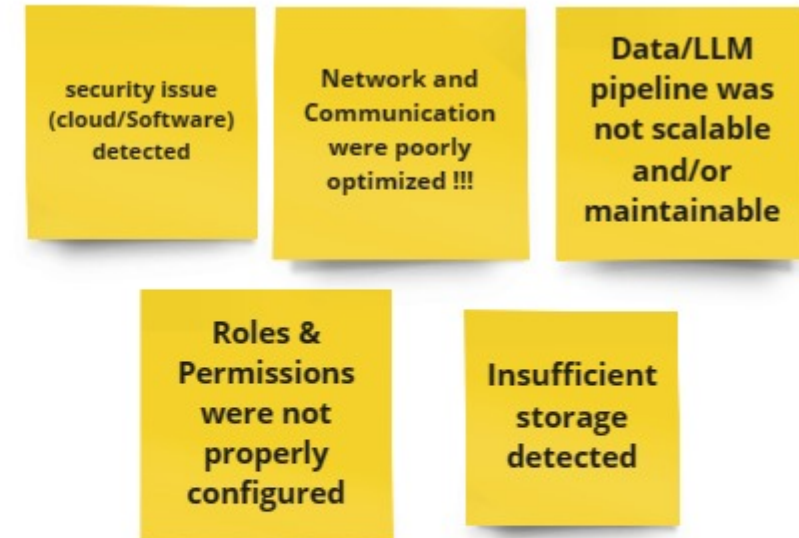 security issue
(cloud/Software)
detected
Network and
Communication
were poorly
optimized !!!
Data/LLM
pipeline was
not scalable
and/or
maintainable
Roles &
Permissions
were not
properly
configured
Insufficient
storage
detected